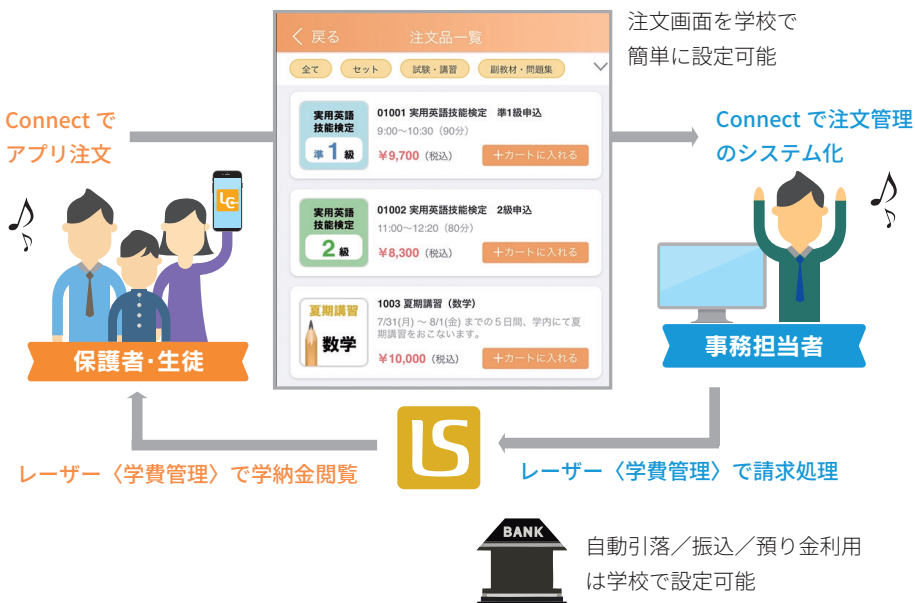 戻る
注文品一覧
全て
セット
試験・講習
副教材・問題集
注文画面を学校で
簡単に設定可能
Connect で
アプリ注文
Connect で注文管理
のシステム化
実用英語
技能検定
準1級
01001 実用英語技能検定 準1級申込
9:00〜10:30（90分）
¥9,700（税込）
＋カートに入れる
実用英語
技能検定
2級
01002 実用英語技能検定 2級申込
11:00〜12:20（80分）
¥8,300（税込）
＋カートに入れる
夏期講習
数学
1003 夏期講習（数学）
7/31(月) 〜 8/1(金) までの５日間、学内にて夏
期講習をおこないます。
¥10,000（税込）
＋カートに入れる
LC
保護者・生徒
事務担当者
LS
レーザー〈学費管理〉で学納金閲覧
レーザー〈学費管理〉で請求処理
BANK
自動引落／振込／預り金利用
は学校で設定可能